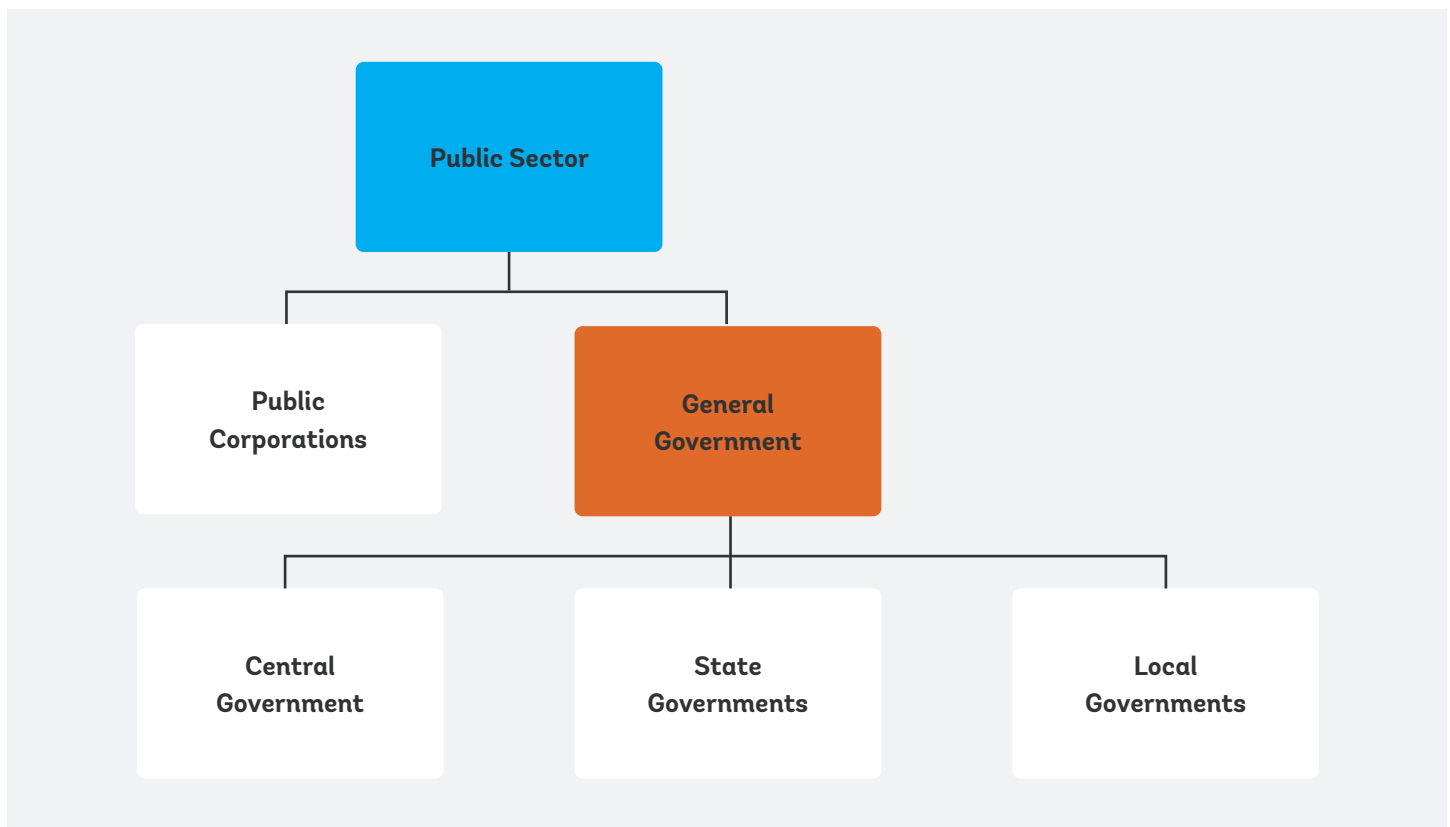 Public Sector
Public
Corporations
General
Government
Central
Government
State
Governments
Local
Governments